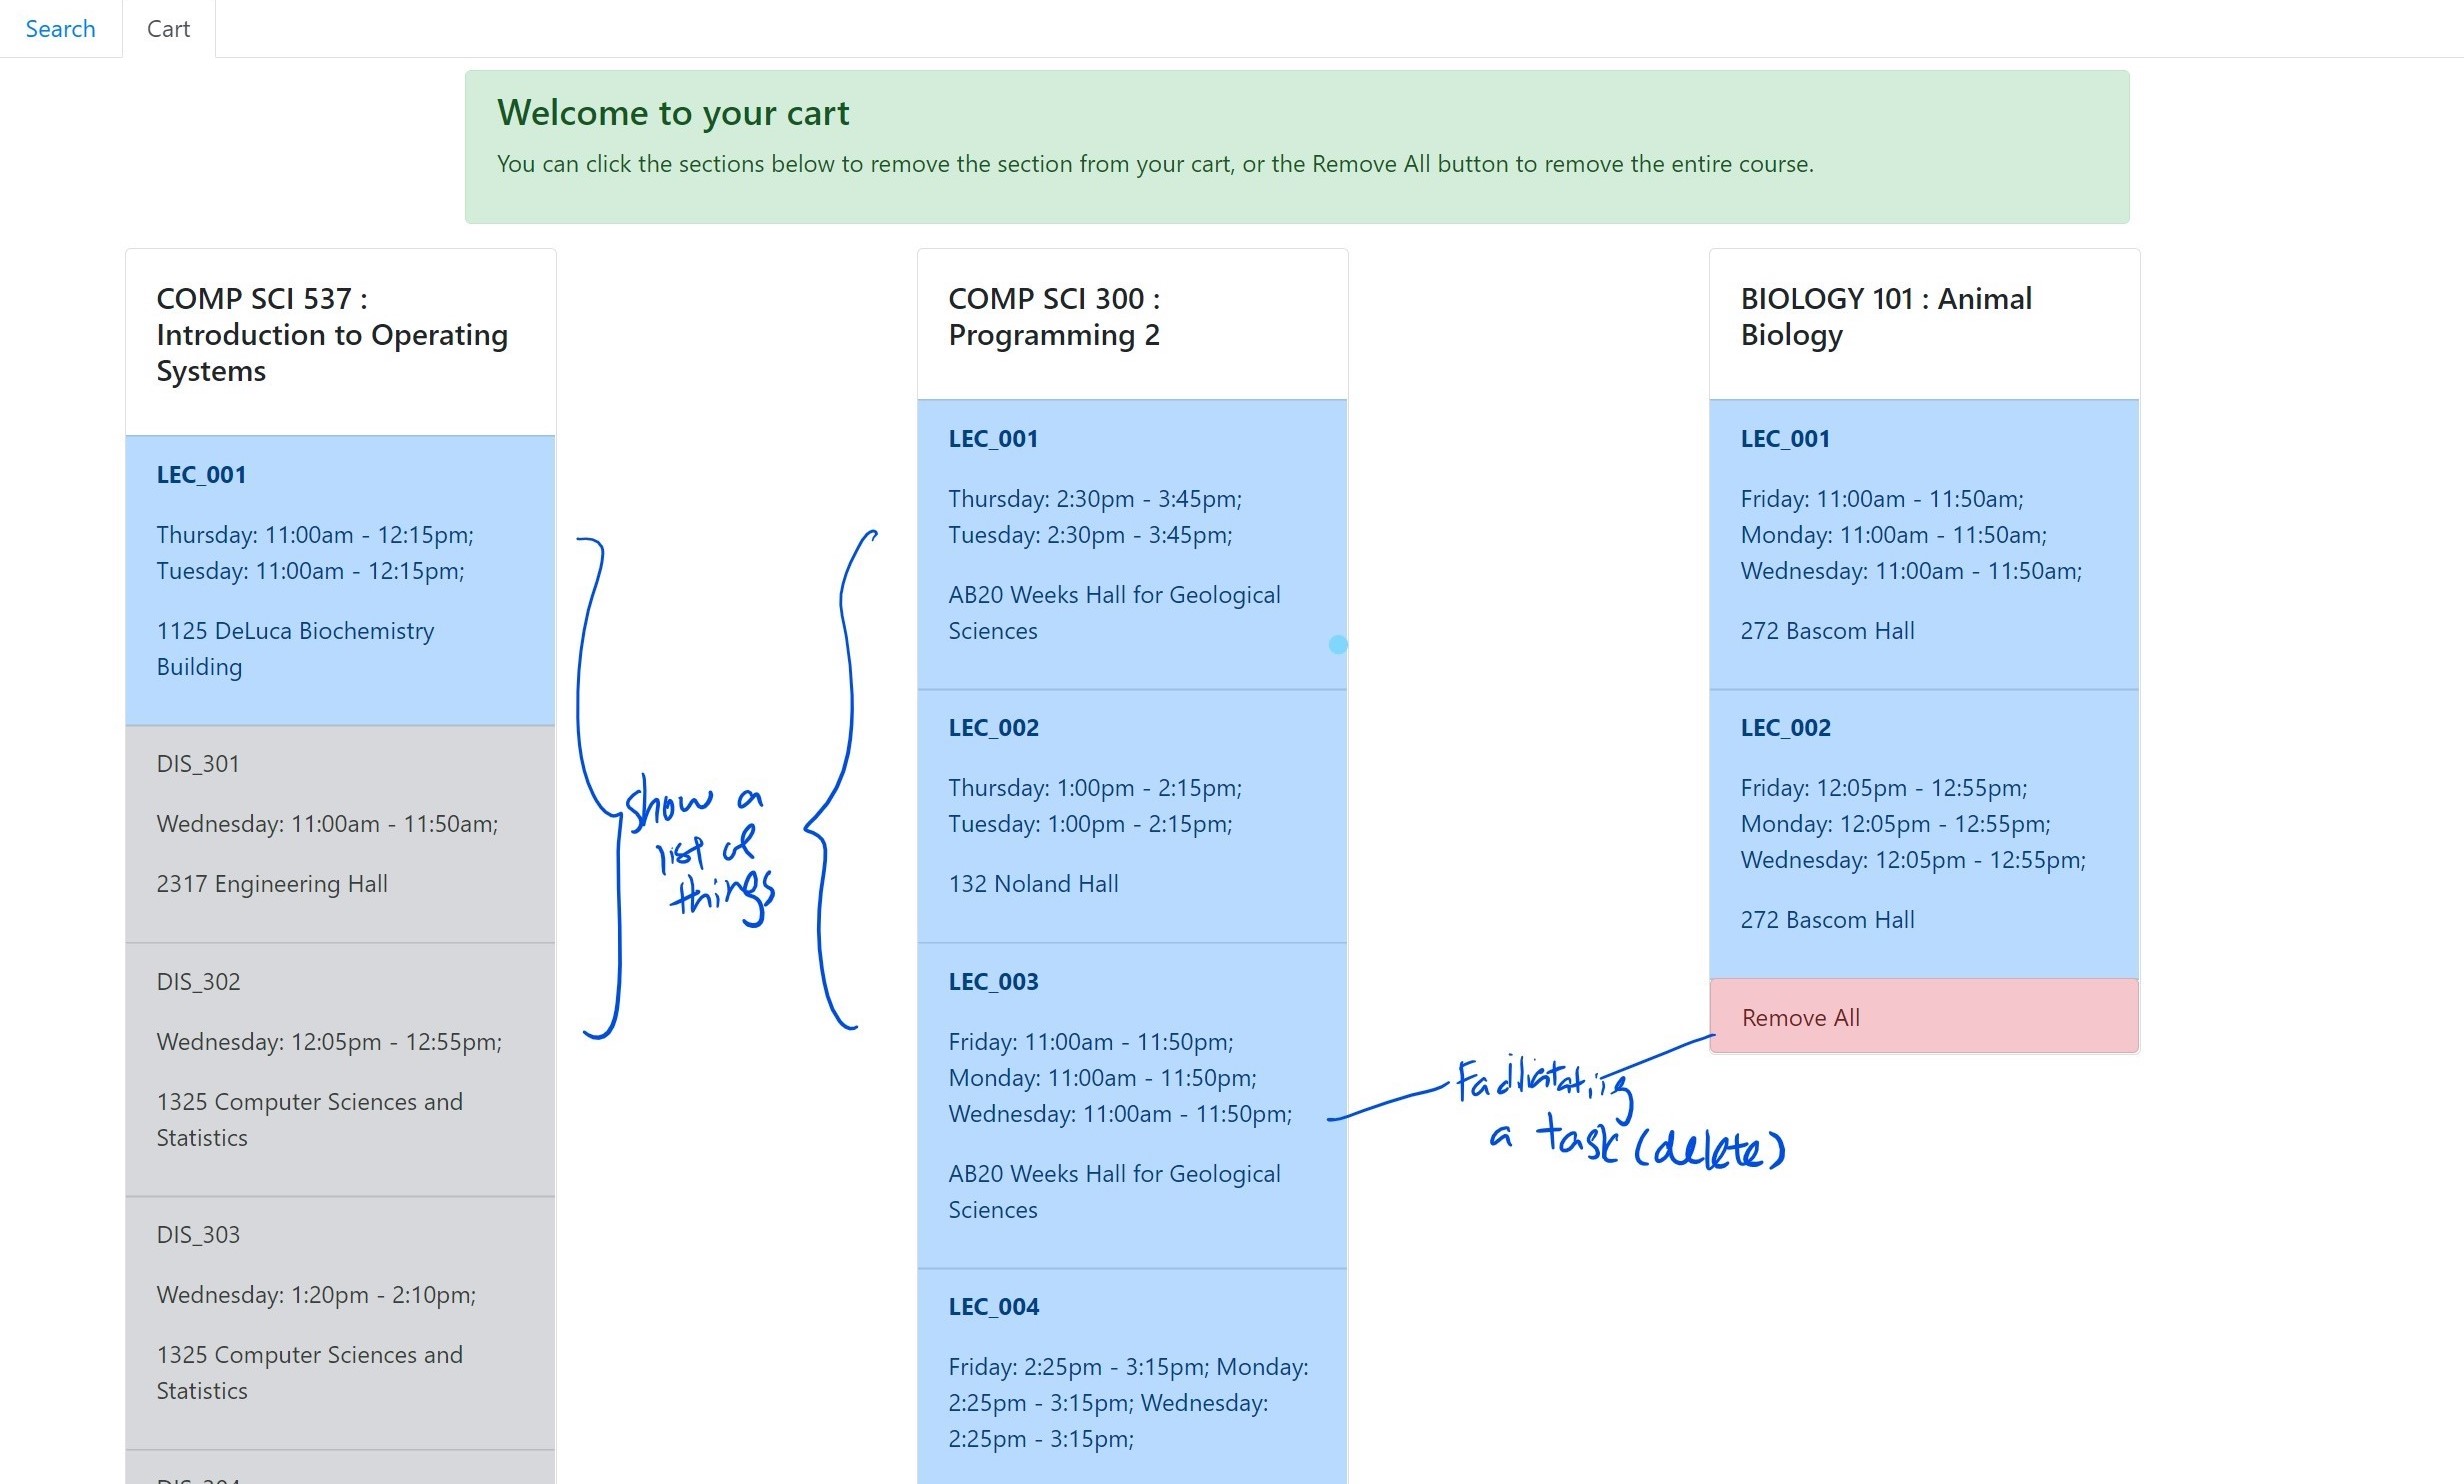 Search
Cart
Welcome to your cart
You can click the sections below to remove the section from your cart, or the Remove All button to remove the entire course.
COMP SCI 537 :
Introduction to Operating
Systems
LEC_001
Thursday: 11:00am - 12:15pm;
Tuesday: 11:00am - 12:15pm;
1125 DeLuca Biochemistry
Building
DIS_301
Wednesday: 11:00am - 11:50am;
2317 Engineering Hall
DIS_302
Wednesday: 12:05pm - 12:55pm;
1325 Computer Sciences and
Statistics
DIS_303
Wednesday: 1:20pm - 2:10pm;
1325 Computer Sciences and
Statistics
show a
list of
things
COMP SCI 300 :
Programming 2
LEC_001
Thursday: 2:30pm - 3:45pm;
Tuesday: 2:30pm - 3:45pm;
AB20 Weeks Hall for Geological
Sciences
LEC_002
Thursday: 1:00pm - 2:15pm;
Tuesday: 1:00pm - 2:15pm;
132 Noland Hall
LEC_003
Friday: 11:00am - 11:50pm;
Monday: 11:00am - 11:50pm;
Wednesday: 11:00am - 11:50pm;
AB20 Weeks Hall for Geological
Sciences
LEC_004
Friday: 2:25pm - 3:15pm; Monday:
2:25pm - 3:15pm; Wednesday:
2:25pm - 3:15pm;
BIOLOGY 101 : Animal
Biology
LEC_001
Friday: 11:00am - 11:50am;
Monday: 11:00am - 11:50am;
Wednesday: 11:00am - 11:50am;
272 Bascom Hall
LEC_002
Friday: 12:05pm - 12:55pm;
Monday: 12:05pm - 12:55pm;
Wednesday: 12:05pm - 12:55pm;
272 Bascom Hall
Remove All
a task (delete)